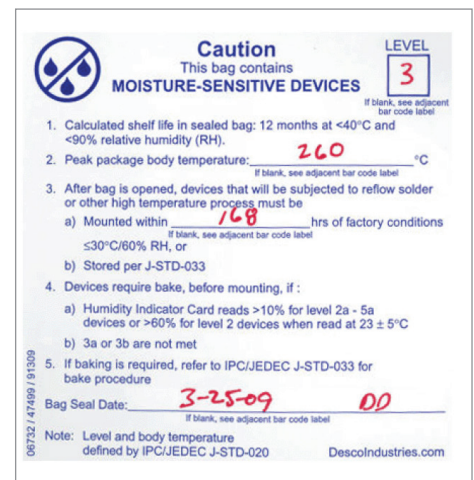 Caution
This bag contains
MOISTURE-SENSITIVE DEVICES
LEVEL
3
If blank, see adjacent
bar code label
1. Calculated shelf life in sealed bag: 12 months at <40°C and
<90% relative humidity (RH).
2. Peak package body temperature: 260 °C
If blank, see adjacent bar code label
3. After bag is opened, devices that will be subjected to reflow solder
or other high temperature process must be
a) Mounted within 168 hrs of factory conditions
If blank, see adjacent bar code label
≤30°C/60% RH, or
b) Stored per J-STD-033
4. Devices require bake, before mounting, if :
a) Humidity Indicator Card reads >10% for level 2a - 5a
devices or >60% for level 2 devices when read at 23 ± 5°C
b) 3a or 3b are not met
5. If baking is required, refer to IPC/JEDEC J-STD-033 for
bake procedure
Bag Seal Date: 3-25-09 DD
If blank, see adjacent bar code label
Note: Level and body temperature
defined by IPC/JEDEC J-STD-020
DescoIndustries.com
06732 / 47499 / 91309